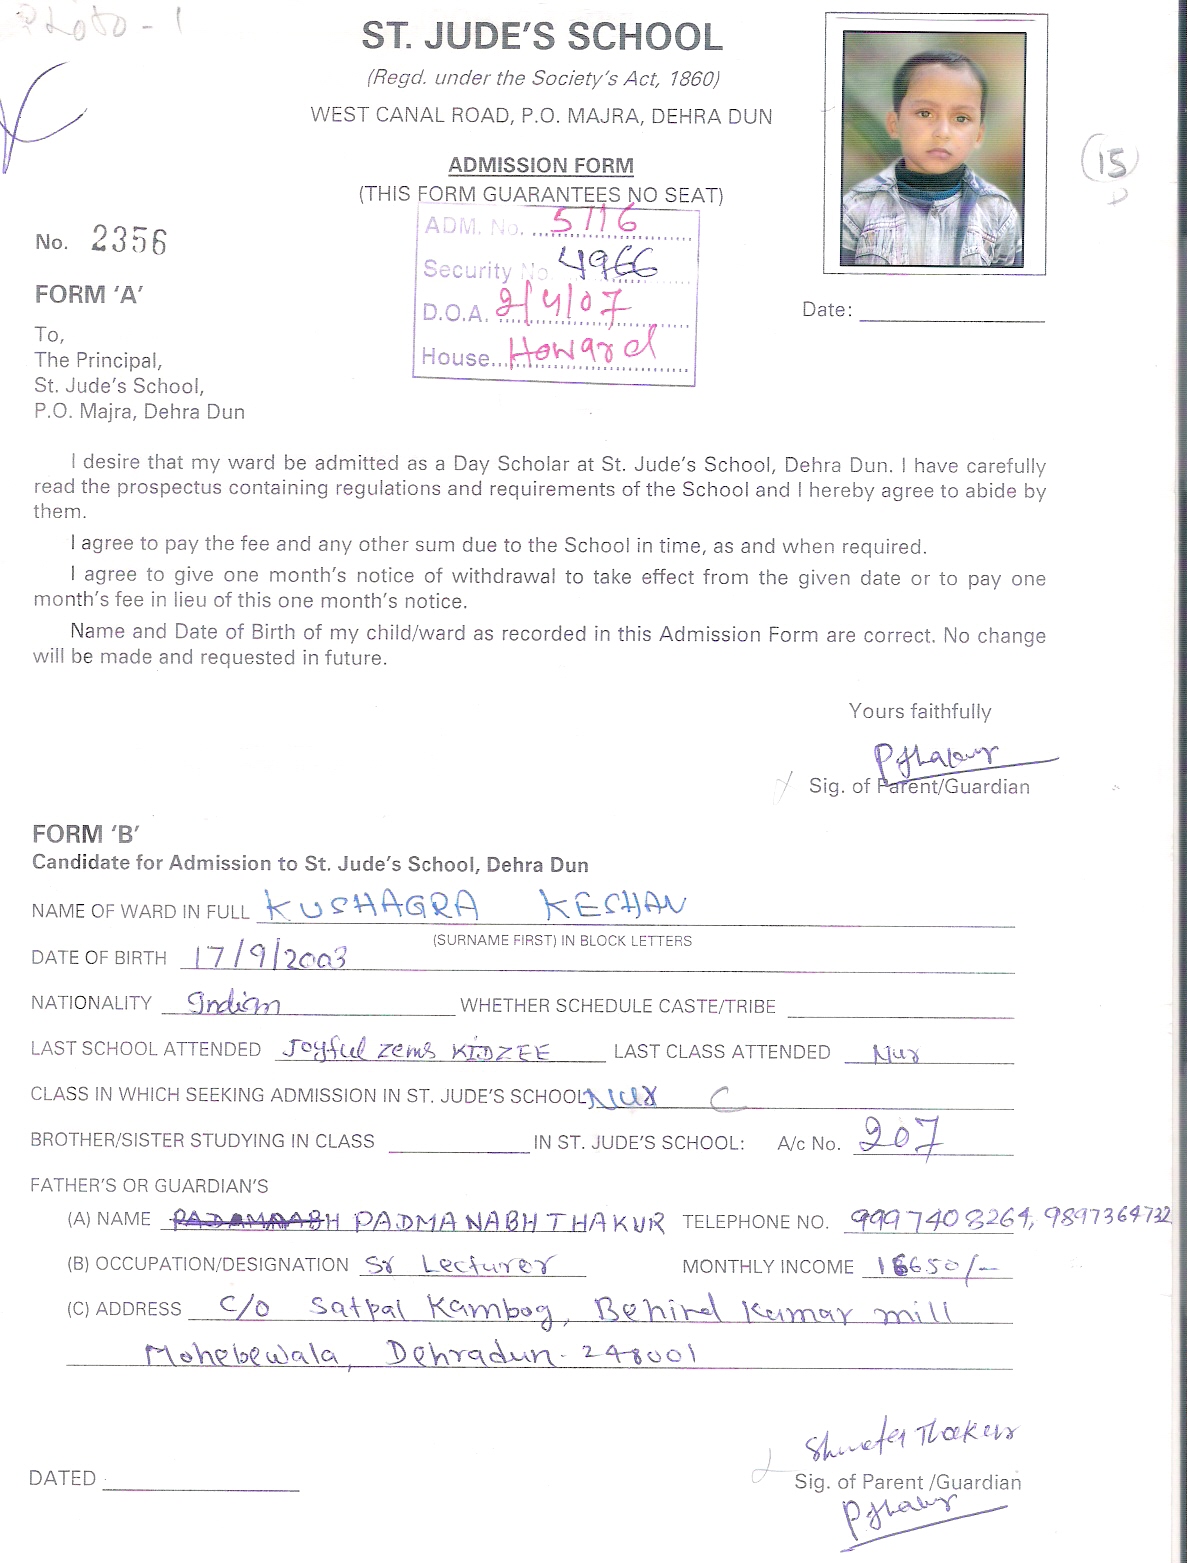 Photo - 1
ST. JUDE'S SCHOOL
(Regd. under the Society's Act, 1860)
WEST CANAL ROAD, P.O. MAJRA, DEHRA DUN
15
ADMISSION FORM
(THIS FORM GUARANTEES NO SEAT)
ADM. No. 5116
No. 2356
Security No. 4966
FORM 'A'
D.O.A. 2/4/07
Date:
House... Howard
To,
The Principal,
St. Jude's School,
P.O. Majra, Dehra Dun
I desire that my ward be admitted as a Day Scholar at St. Jude's School, Dehra Dun. I have carefully
read the prospectus containing regulations and requirements of the School and I hereby agree to abide by
them.
I agree to pay the fee and any other sum due to the School in time, as and when required.
I agree to give one month's notice of withdrawal to take effect from the given date or to pay one
month's fee in lieu of this one month's notice.
Name and Date of Birth of my child/ward as recorded in this Admission Form are correct. No change
will be made and requested in future.
Yours faithfully
PThakur
Sig. of Parent/Guardian
FORM 'B'
Candidate for Admission to St. Jude's School, Dehra Dun
NAME OF WARD IN FULL KUSHAGRA KESHAV
(SURNAME FIRST) IN BLOCK LETTERS
DATE OF BIRTH 17/9/2003
NATIONALITY Indian WHETHER SCHEDULE CASTE/TRIBE
LAST SCHOOL ATTENDED Joyful Zems KIDZEE LAST CLASS ATTENDED Nur
CLASS IN WHICH SEEKING ADMISSION IN ST. JUDE'S SCHOOL NUR C
BROTHER/SISTER STUDYING IN CLASS IN ST. JUDE'S SCHOOL: A/c No. 207
FATHER'S OR GUARDIAN'S
(A) NAME PADMANABH THAKUR TELEPHONE NO. 9997408264, 9897364732
(B) OCCUPATION/DESIGNATION Sr Lecturer MONTHLY INCOME 16650/-
(C) ADDRESS C/O Satpal Kambog, Behind Kumar mill
Mohebewala, Dehradun. 248001
Shweta Thakur
DATED
Sig. of Parent /Guardian
PThakur